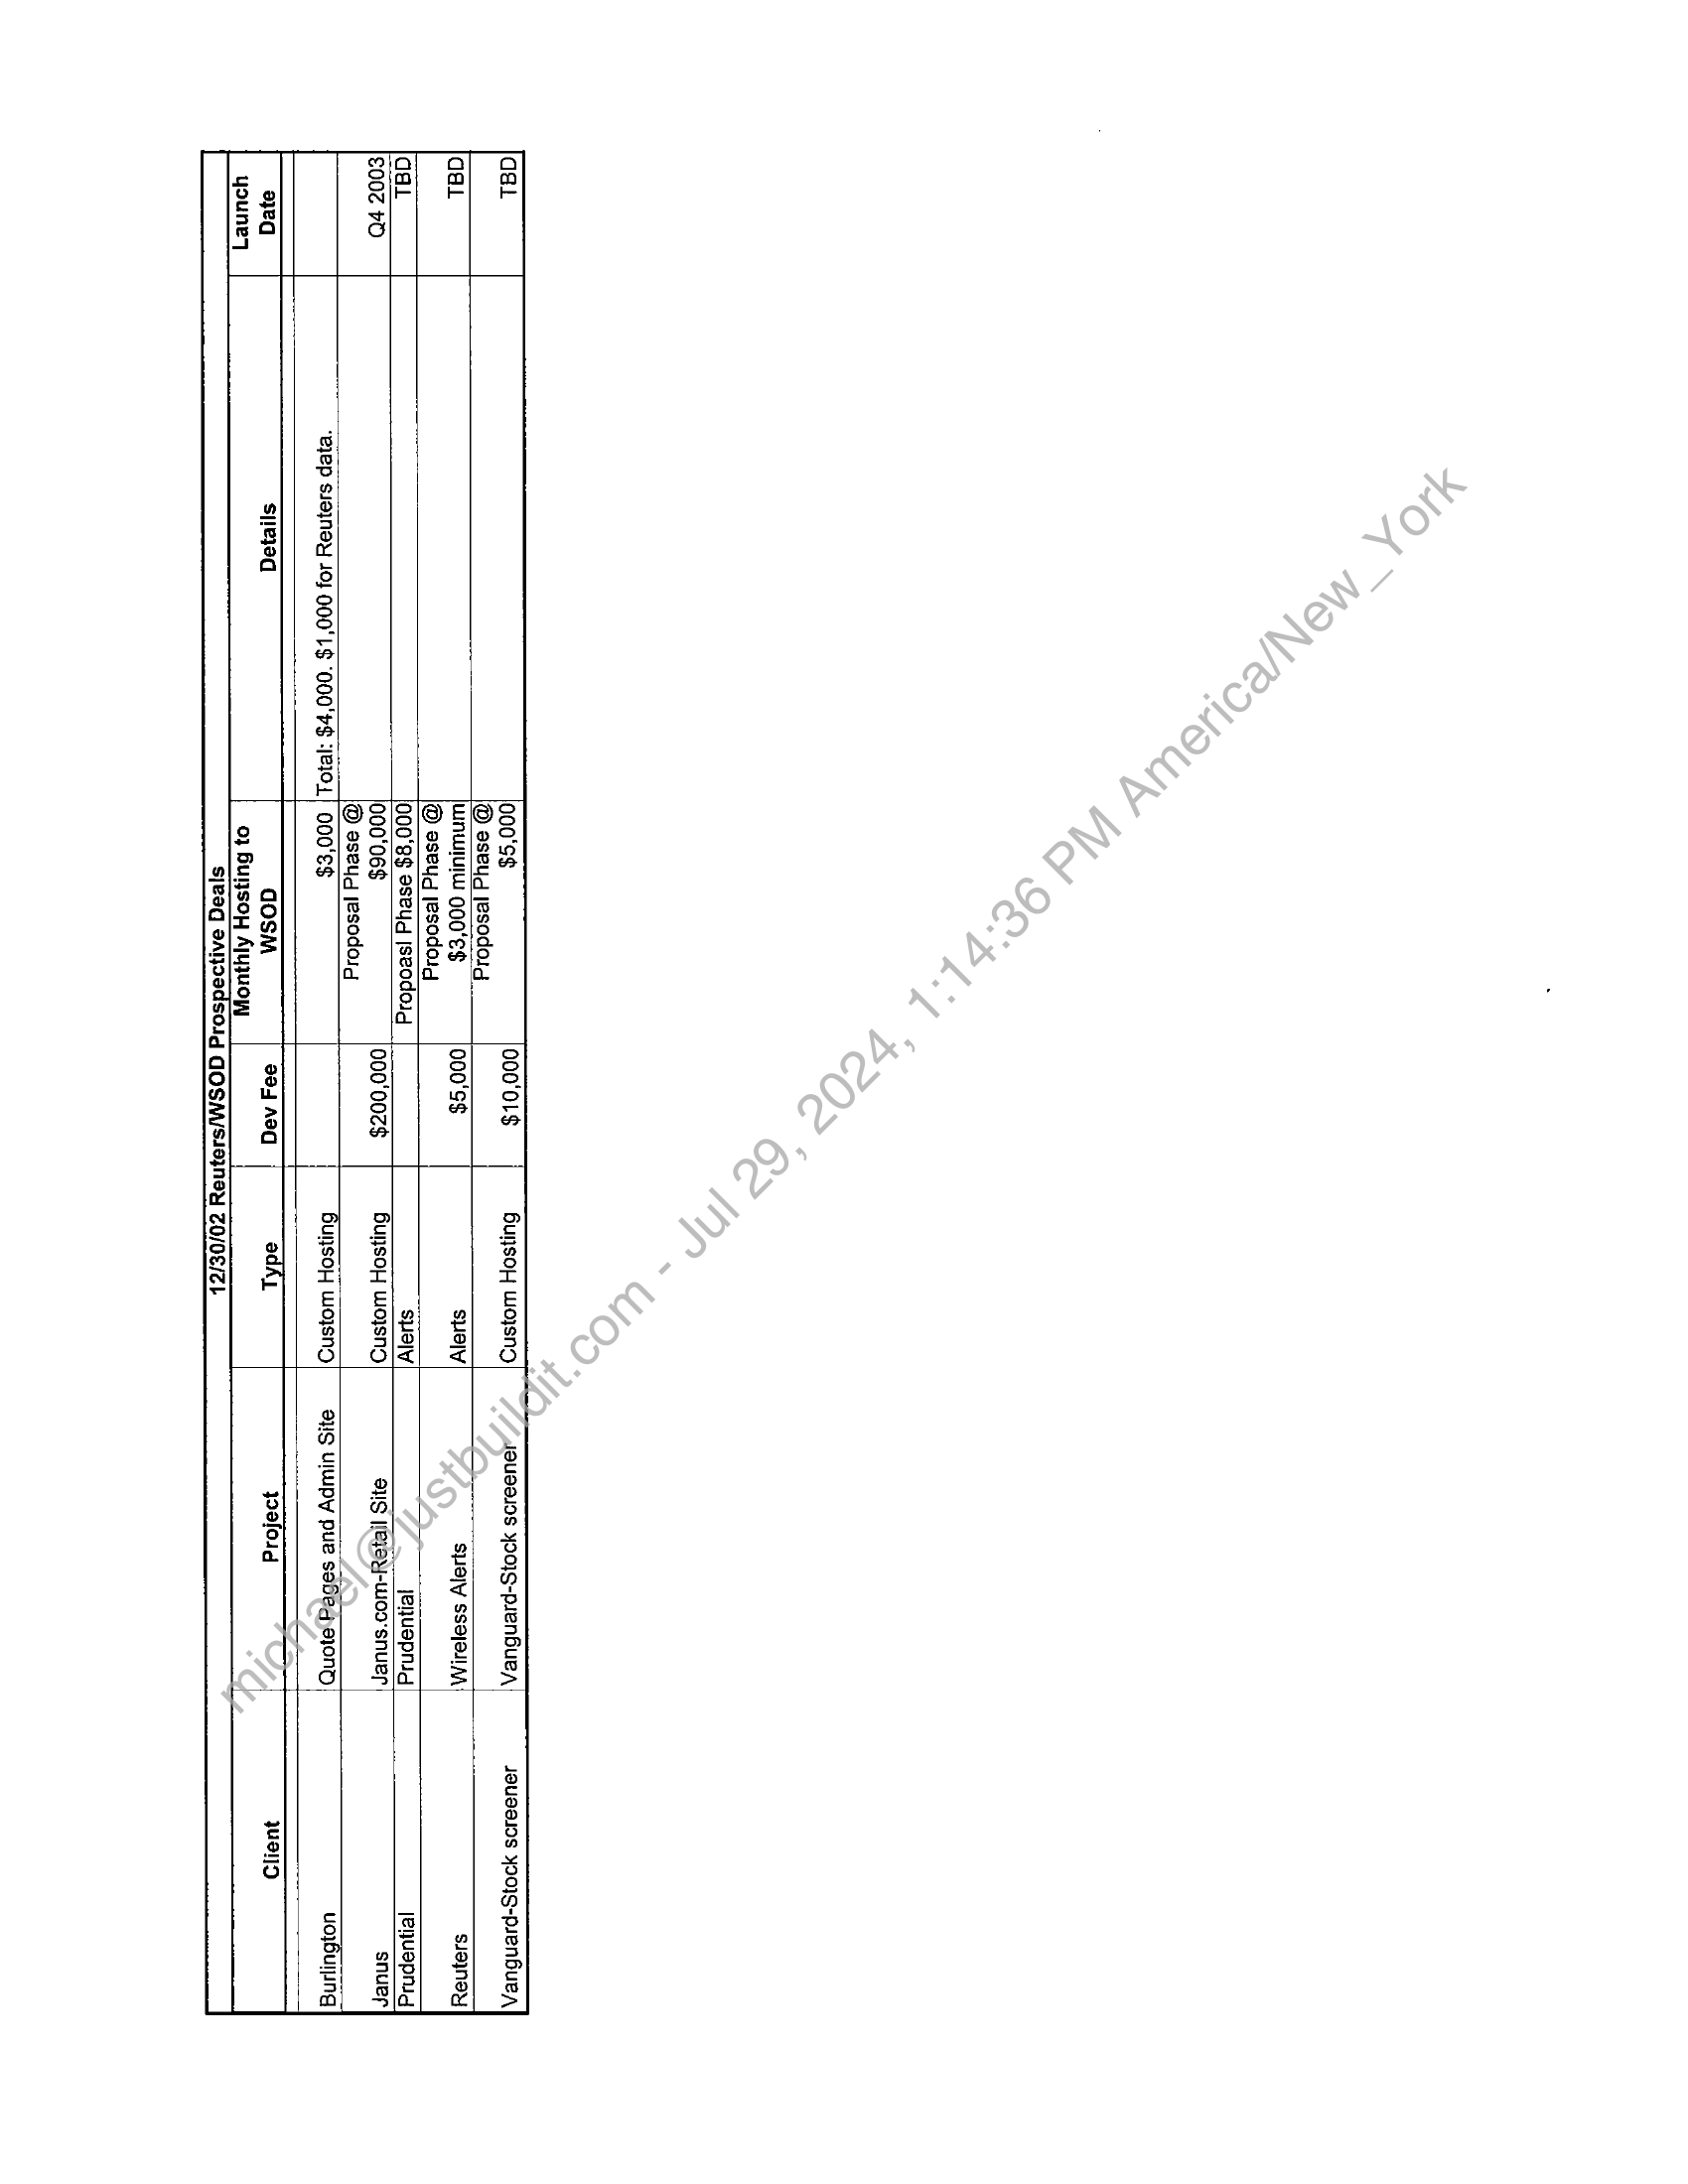 12/30/02 Reuters/WSOD Prospective Deals
Client Project Type Dev Fee Monthly Hosting to WSOD Details Launch Date
Burlington Quote Pages and Admin Site Custom Hosting $3,000 Total: $4,000. $1,000 for Reuters data.
Janus Janus.com-Retail Site Custom Hosting $200,000 Proposal Phase @ $90,000 Q4 2003
Prudential Prudential Alerts Propoasl Phase $8,000 TBD
Reuters Wireless Alerts Alerts $5,000 Proposal Phase @ $3,000 minimum TBD
Vanguard-Stock screener Vanguard-Stock screener Custom Hosting $10,000 Proposal Phase @ $5,000 TBD
michael@justbuildit.com - Jul 29, 2024, 1:14:36 PM America/New_York